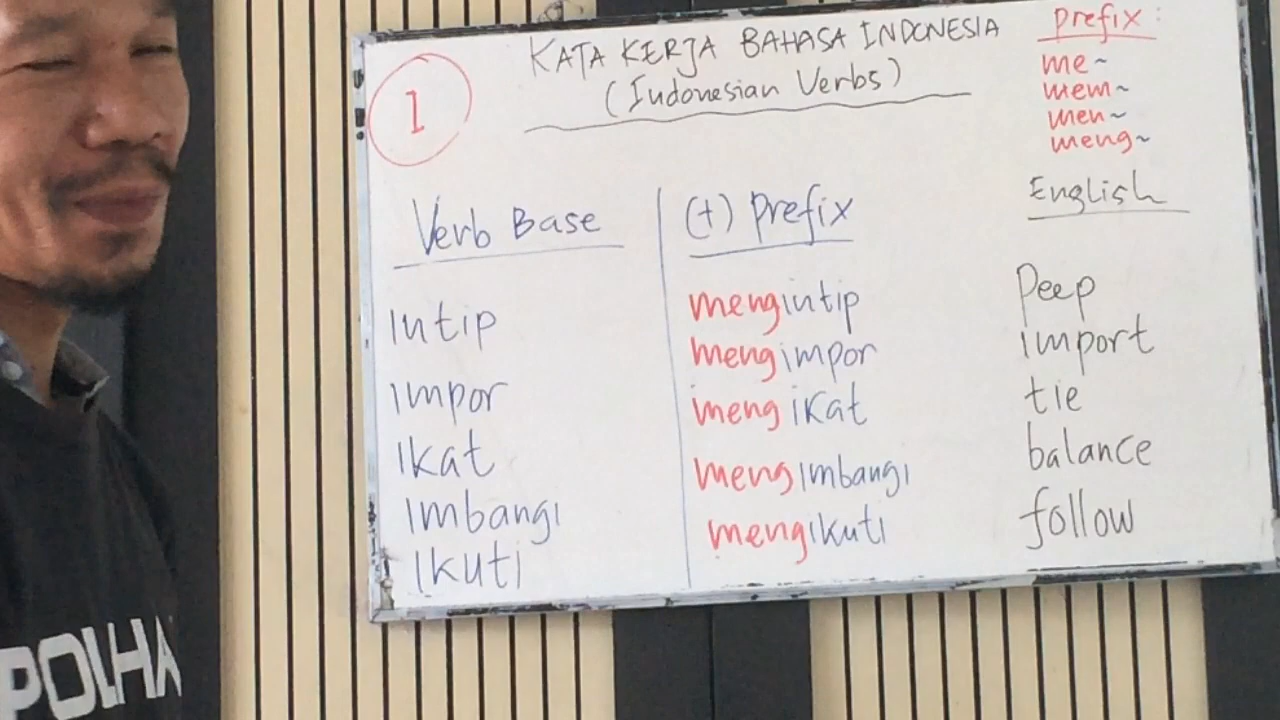 1
KATA KERJA BAHASA INDONESIA
(Indonesian Verbs)
Prefix :
me~
mem~
men~
meng~
Verb Base
(+) Prefix
English
Intip
mengintip
Peep
Impor
mengimpor
import
Ikat
mengikat
tie
Imbangi
mengimbangi
balance
Ikuti
mengikuti
follow
POLHA